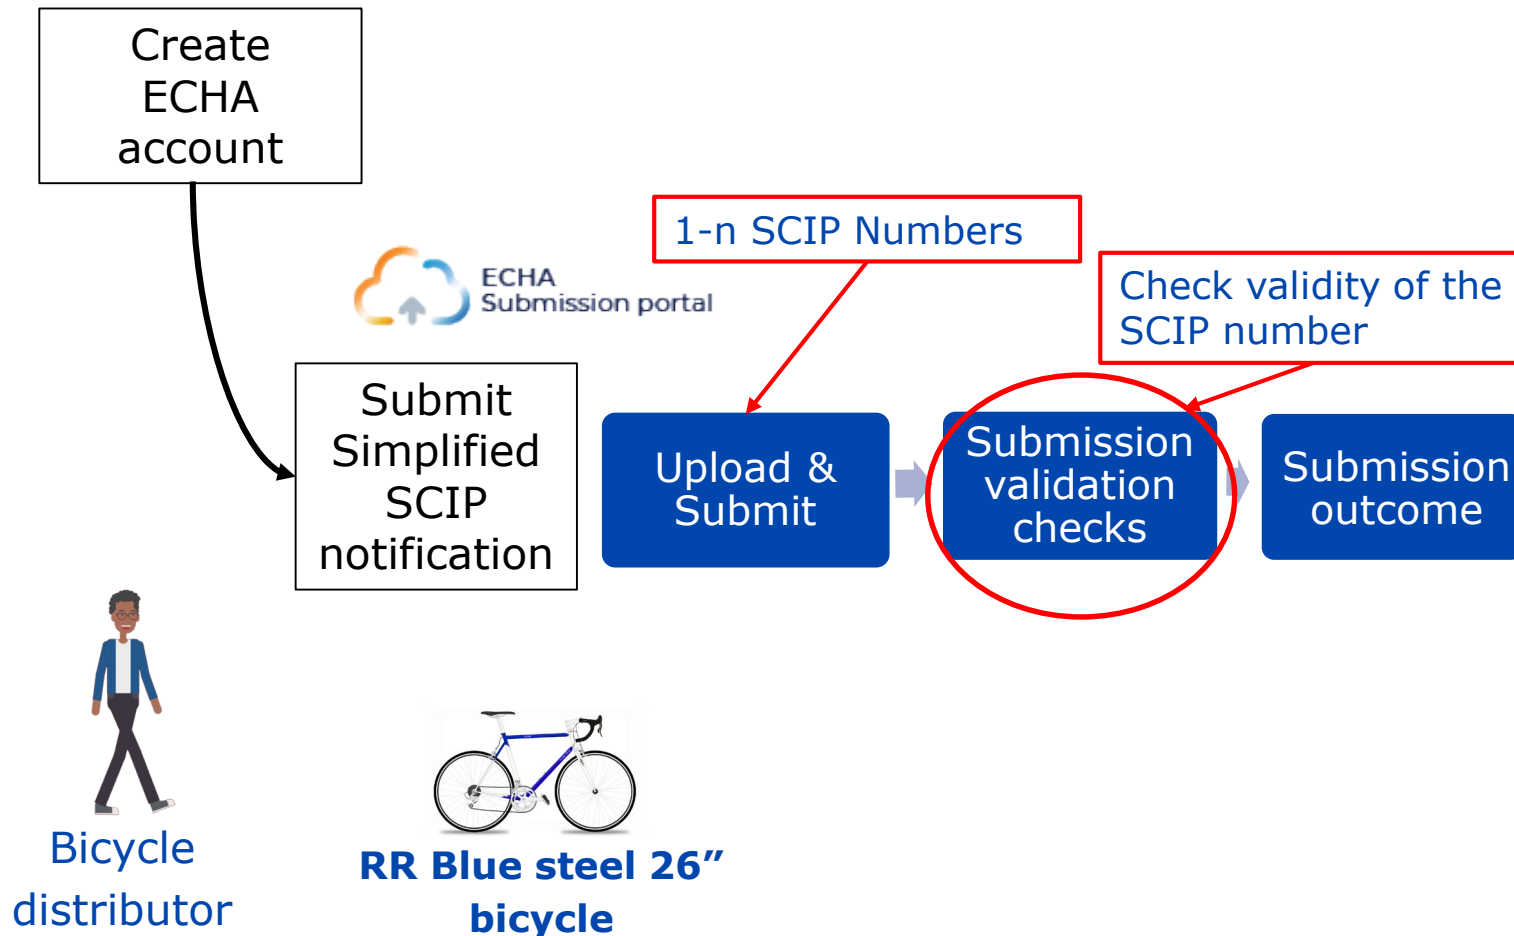 Create
ECHA
account
1-n SCIP Numbers
ECHA
Submission portal
Check validity of the
SCIP number
Submit
Simplified
SCIP
notification
Upload &
Submit
Submission
validation
checks
Submission
outcome
Bicycle
distributor
RR Blue steel 26″
bicycle